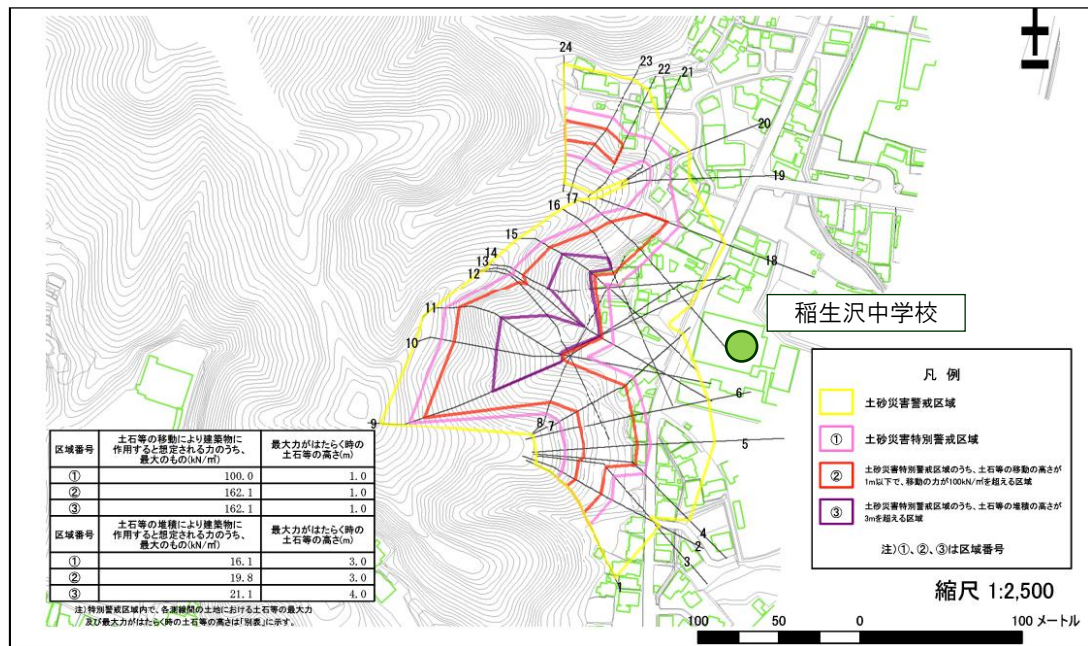 24
23
22
21
20
19
17
16
18
15
14
13
12
11
10
稲生沢中学校
6
9
8
7
5
4
2
3
1
凡 例
土砂災害警戒区域
① 土砂災害特別警戒区域
② 土砂災害特別警戒区域のうち、土石等の移動の高さが
1m以下で、移動の力が100kN/㎡を超える区域
③ 土砂災害特別警戒区域のうち、土石等の堆積の高さが
3mを超える区域
注)①、②、③は区域番号
縮尺 1:2,500
100 50 0 100 メートル
区域番号 土石等の移動により建築物に作用すると想定される力のうち、最大のもの(kN/㎡) 最大力がはたらく時の土石等の高さ(m)
① 100.0 1.0
② 162.1 1.0
③ 162.1 1.0
区域番号 土石等の堆積により建築物に作用すると想定される力のうち、最大のもの(kN/㎡) 最大力がはたらく時の土石等の高さ(m)
① 16.1 3.0
② 19.8 3.0
③ 21.1 4.0
注)特別警戒区域内で、各測線間の土地における土石等の最大力
及び最大力がはたらく時の土石等の高さは「別表」に示す。